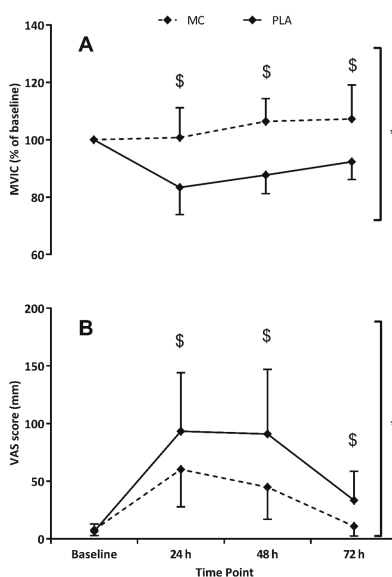 MC PLA
A
MVIC (% of baseline)
140
120
100
80
60
$ $ $
B
VAS score (mm)
200
150
100
50
0
$ $ $
Baseline 24 h 48 h 72 h
Time Point